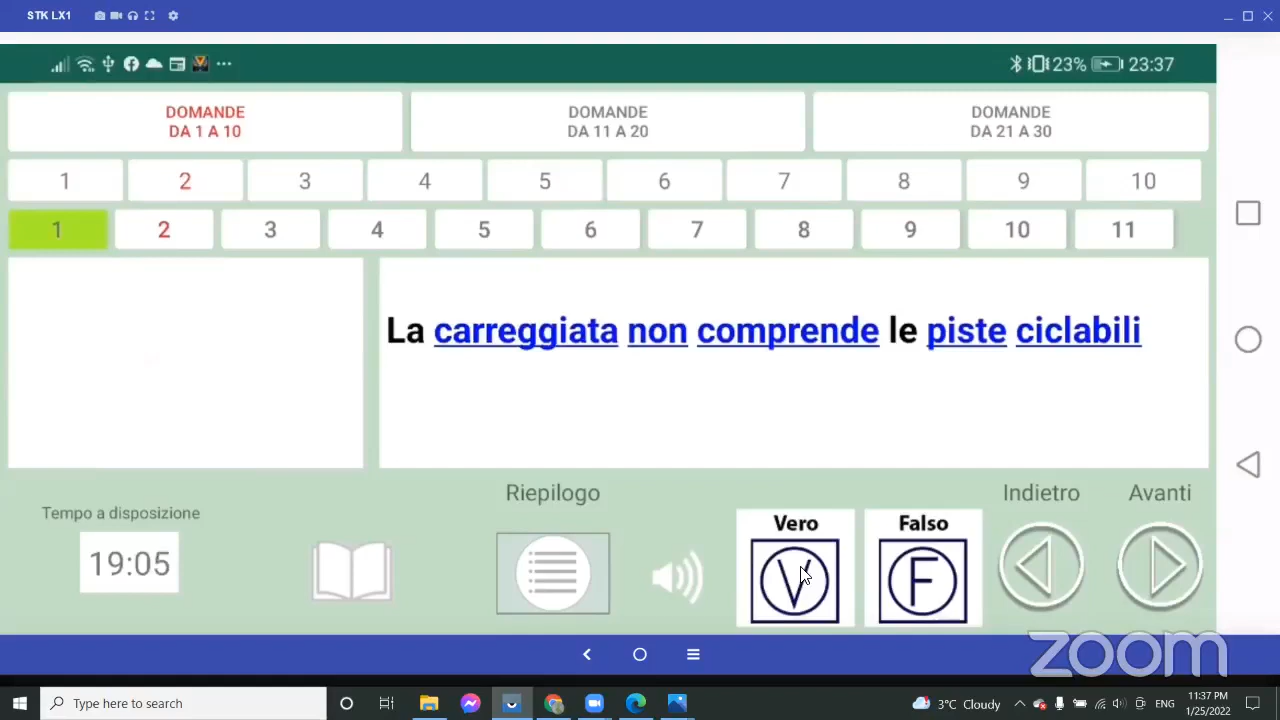 STK LX1
23% 23:37
DOMANDE
DA 1 A 10
DOMANDE
DA 11 A 20
DOMANDE
DA 21 A 30
1 2 3 4 5 6 7 8 9 10
1 2 3 4 5 6 7 8 9 10 11
La carreggiata non comprende le piste ciclabili
Riepilogo
Indietro
Avanti
Tempo a disposizione
19:05
Vero
Falso
V
F
zoom
Type here to search
3°C Cloudy
ENG
11:37 PM
1/25/2022